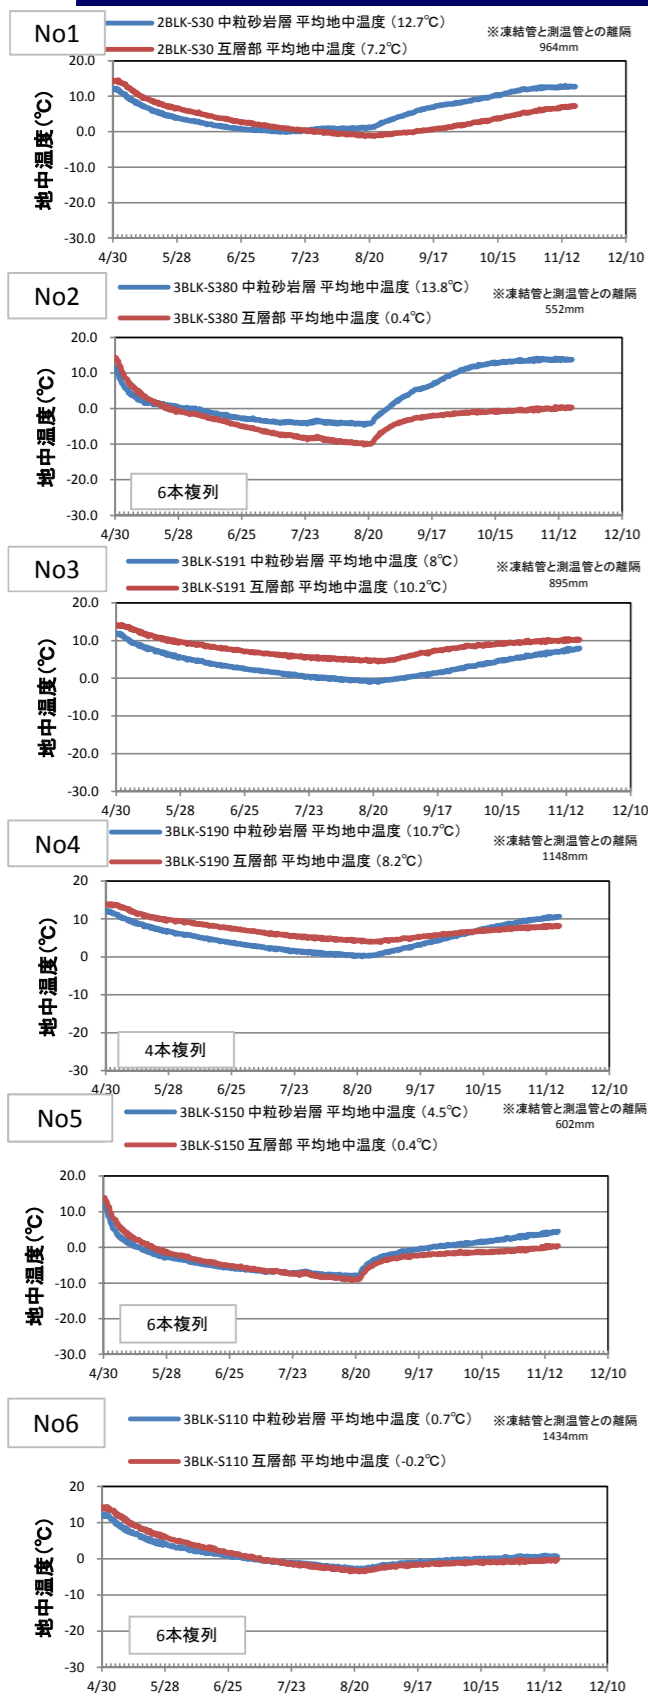 No1
2BLK-S30 中粒砂岩層 平均地中温度 (12.7℃)
2BLK-S30 互層部 平均地中温度 (7.2℃)
※凍結管と測温管との離隔
964mm
地中温度(℃)
20.0
10.0
0.0
-10.0
-20.0
-30.0
4/30 5/28 6/25 7/23 8/20 9/17 10/15 11/12 12/10
No2
3BLK-S380 中粒砂岩層 平均地中温度 (13.8℃)
3BLK-S380 互層部 平均地中温度 (0.4℃)
※凍結管と測温管との離隔
552mm
地中温度(℃)
20.0
10.0
0.0
-10.0
-20.0
-30.0
6本複列
4/30 5/28 6/25 7/23 8/20 9/17 10/15 11/12 12/10
No3
3BLK-S191 中粒砂岩層 平均地中温度 (8℃)
3BLK-S191 互層部 平均地中温度 (10.2℃)
※凍結管と測温管との離隔
895mm
地中温度(℃)
20.0
10.0
0.0
-10.0
-20.0
-30.0
4/30 5/28 6/25 7/23 8/20 9/17 10/15 11/12 12/10
No4
3BLK-S190 中粒砂岩層 平均地中温度 (10.7℃)
3BLK-S190 互層部 平均地中温度 (8.2℃)
※凍結管と測温管との離隔
1148mm
地中温度(℃)
20
10
0
-10
-20
-30
4本複列
4/30 5/28 6/25 7/23 8/20 9/17 10/15 11/12 12/10
No5
3BLK-S150 中粒砂岩層 平均地中温度 (4.5℃)
3BLK-S150 互層部 平均地中温度 (0.4℃)
※凍結管と測温管との離隔
602mm
地中温度(℃)
20.0
10.0
0.0
-10.0
-20.0
-30.0
6本複列
4/30 5/28 6/25 7/23 8/20 9/17 10/15 11/12 12/10
No6
3BLK-S110 中粒砂岩層 平均地中温度 (0.7℃)
3BLK-S110 互層部 平均地中温度 (-0.2℃)
※凍結管と測温管との離隔
1434mm
地中温度(℃)
20
10
0
-10
-20
-30
6本複列
4/30 5/28 6/25 7/23 8/20 9/17 10/15 11/12 12/10